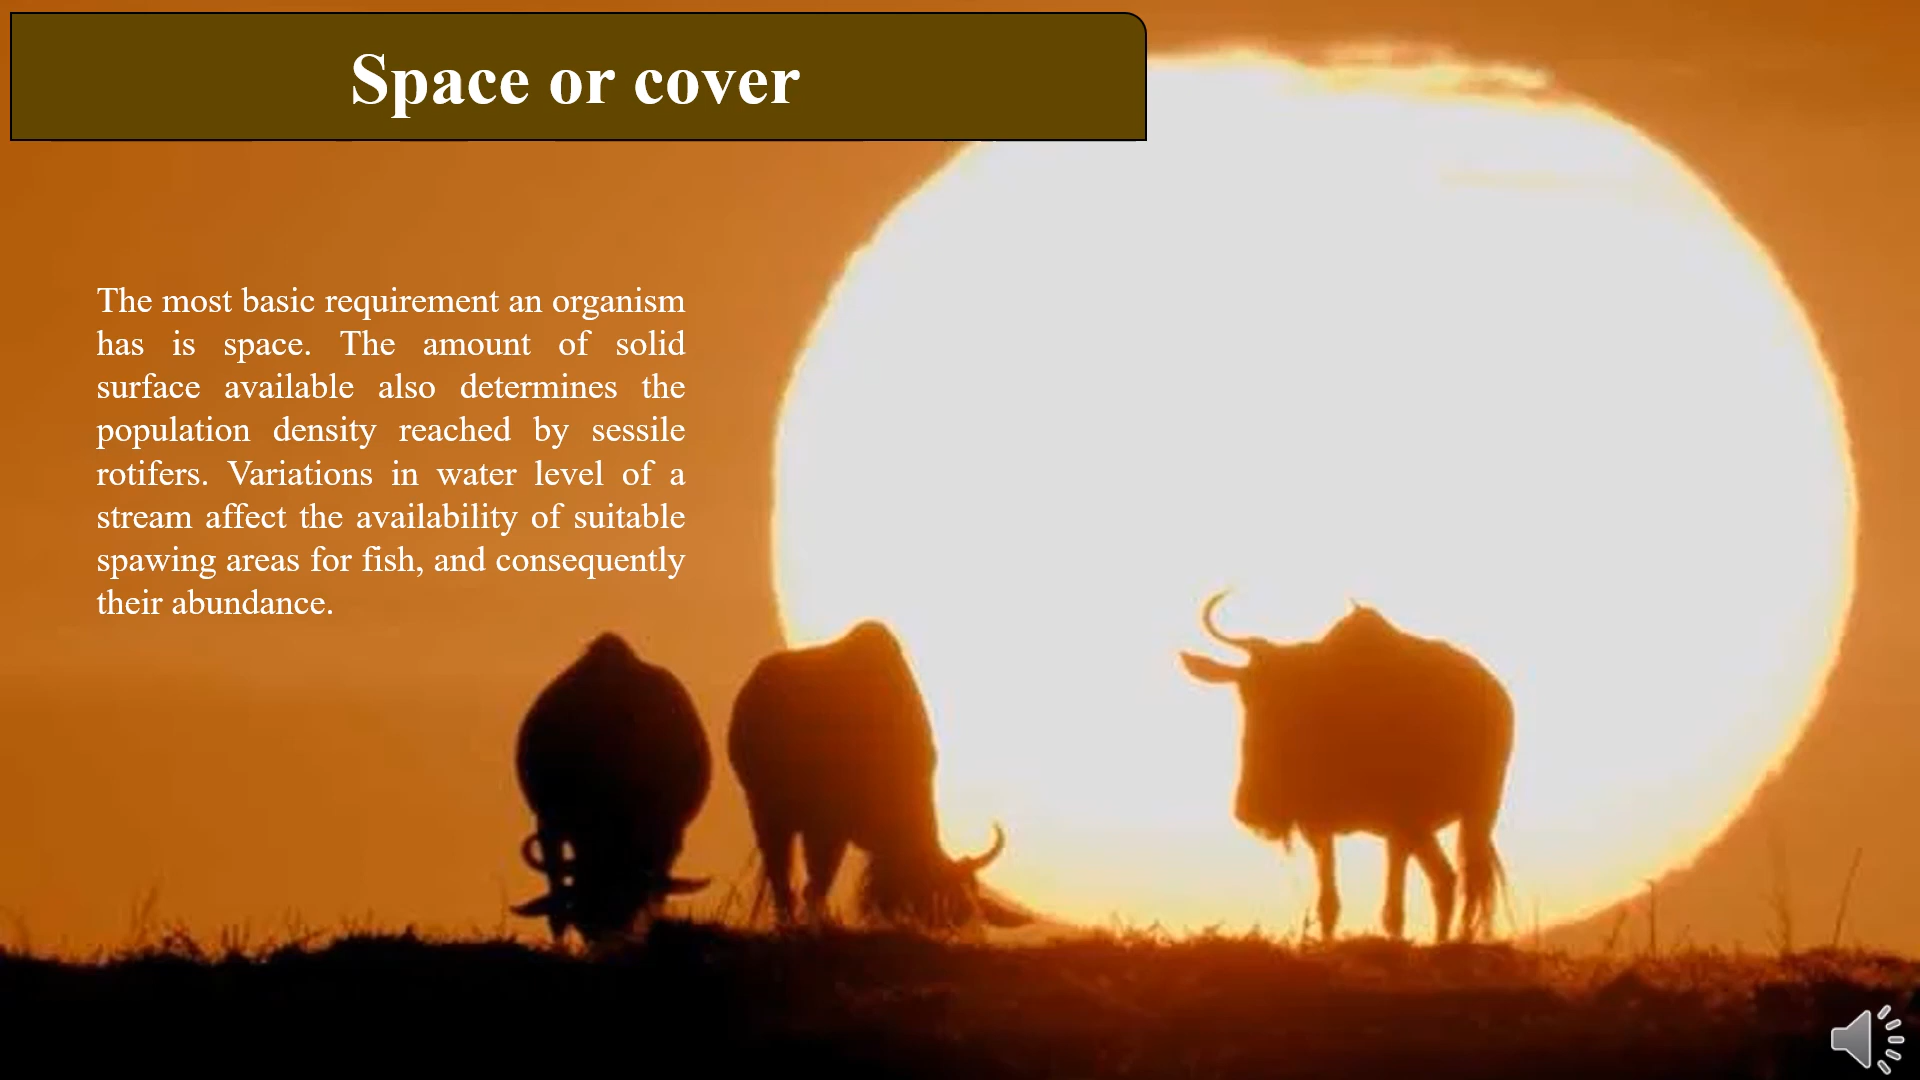 Space or cover
The most basic requirement an organism
has is space. The amount of solid
surface available also determines the
population density reached by sessile
rotifers. Variations in water level of a
stream affect the availability of suitable
spawing areas for fish, and consequently
their abundance.